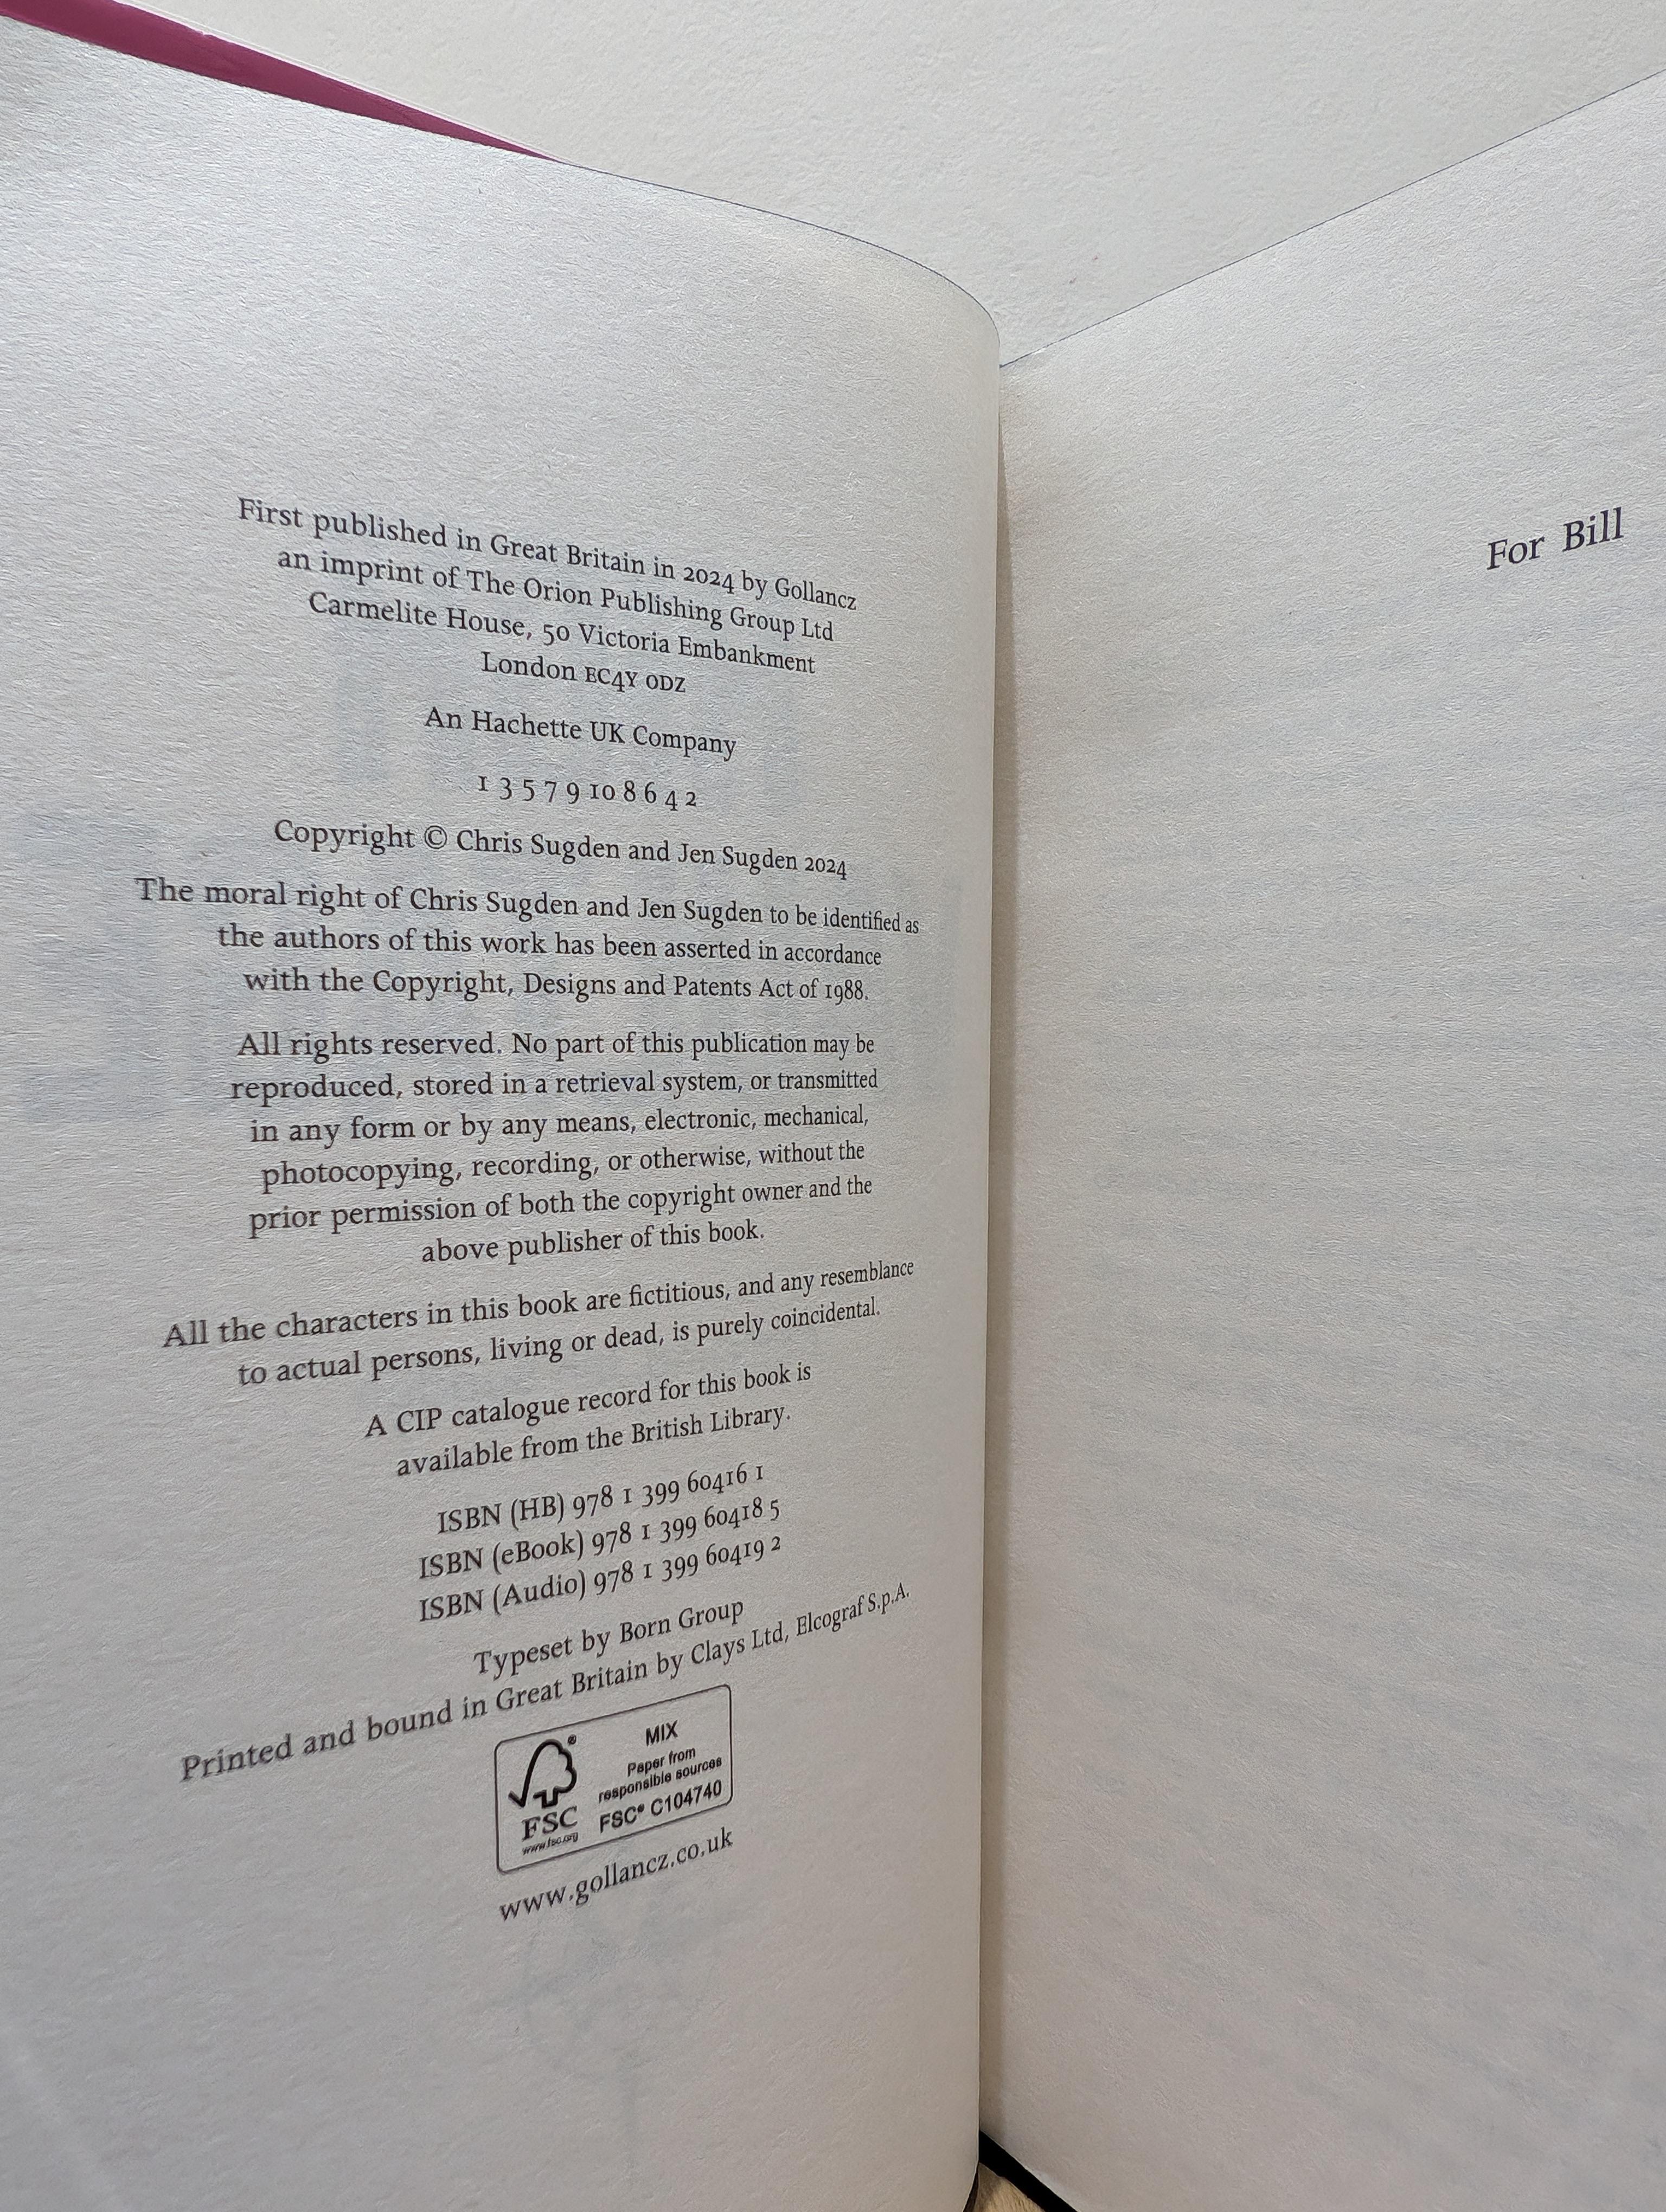 First published in Great Britain in 2024 by Gollancz
an imprint of The Orion Publishing Group Ltd
Carmelite House, 50 Victoria Embankment
London EC4Y 0DZ
An Hachette UK Company
1 3 5 7 9 10 8 6 4 2
Copyright © Chris Sugden and Jen Sugden 2024
The moral right of Chris Sugden and Jen Sugden to be identified as
the authors of this work has been asserted in accordance
with the Copyright, Designs and Patents Act of 1988.
All rights reserved. No part of this publication may be
reproduced, stored in a retrieval system, or transmitted
in any form or by any means, electronic, mechanical,
photocopying, recording, or otherwise, without the
prior permission of both the copyright owner and the
above publisher of this book.
All the characters in this book are fictitious, and any resemblance
to actual persons, living or dead, is purely coincidental.
A CIP catalogue record for this book is
available from the British Library.
ISBN (HB) 978 1 399 60416 1
ISBN (eBook) 978 1 399 60418 5
ISBN (Audio) 978 1 399 60419 2
Typeset by Born Group
Printed and bound in Great Britain by Clays Ltd, Elcograf S.p.A.
®
FSC
www.fsc.org
MIX
Paper from
responsible sources
FSC® C104740
www.gollancz.co.uk
For Bill